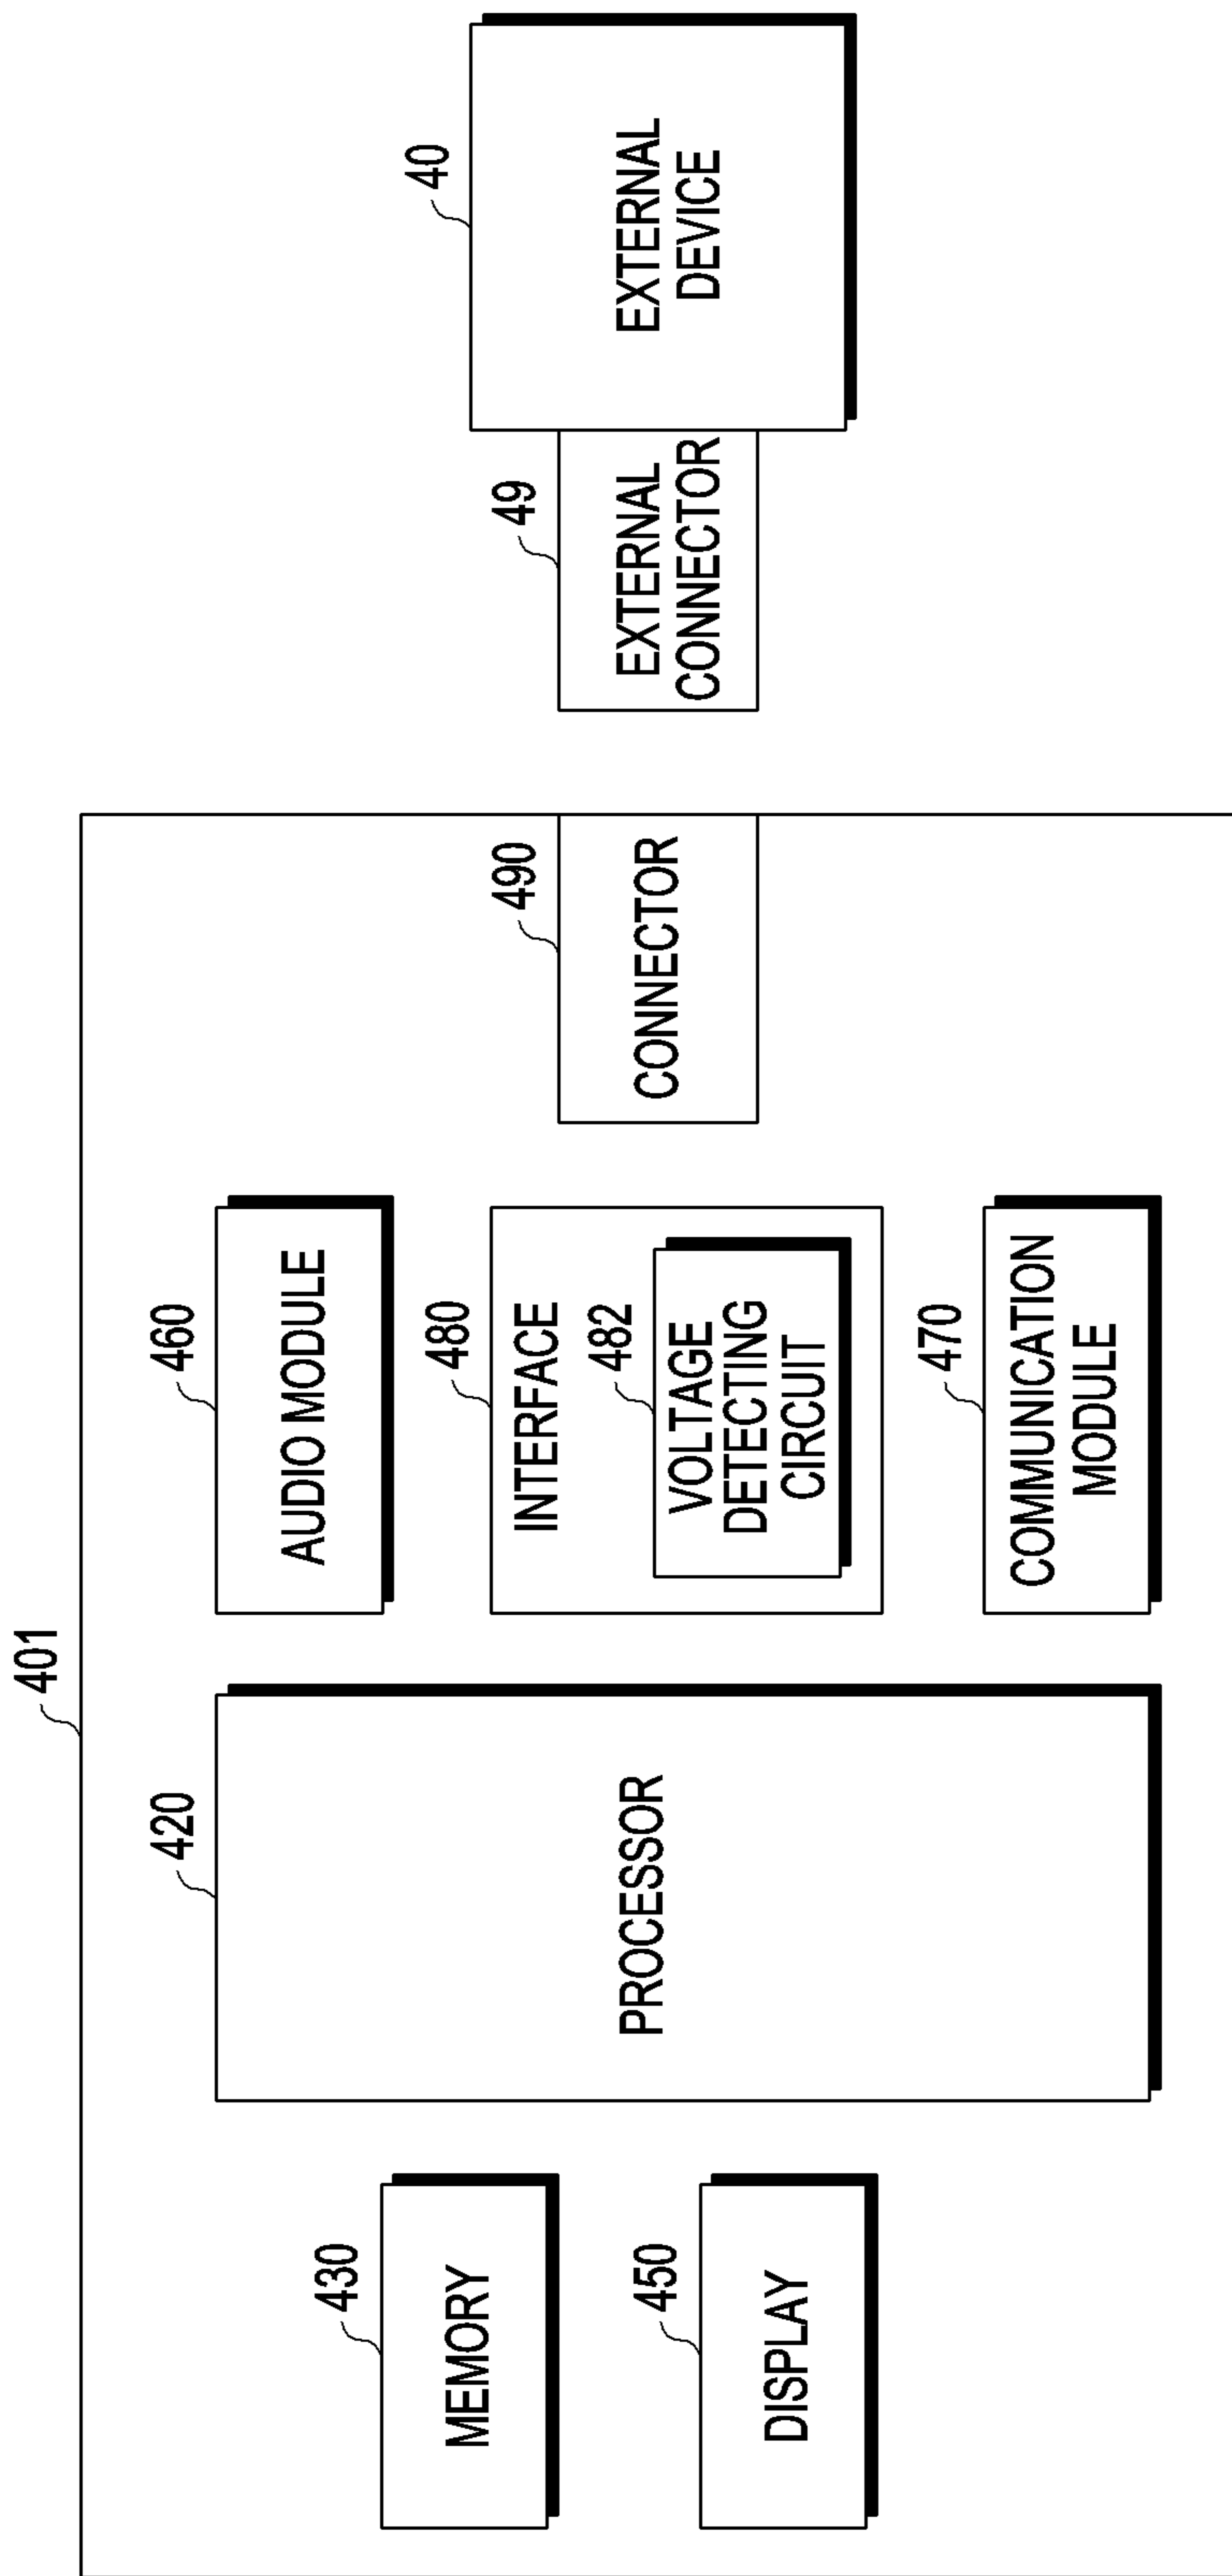 401
430
MEMORY
450
DISPLAY
420
PROCESSOR
460
AUDIO MODULE
480
INTERFACE
482
VOLTAGE
DETECTING
CIRCUIT
470
COMMUNICATION
MODULE
490
CONNECTOR
49
EXTERNAL
CONNECTOR
40
EXTERNAL
DEVICE